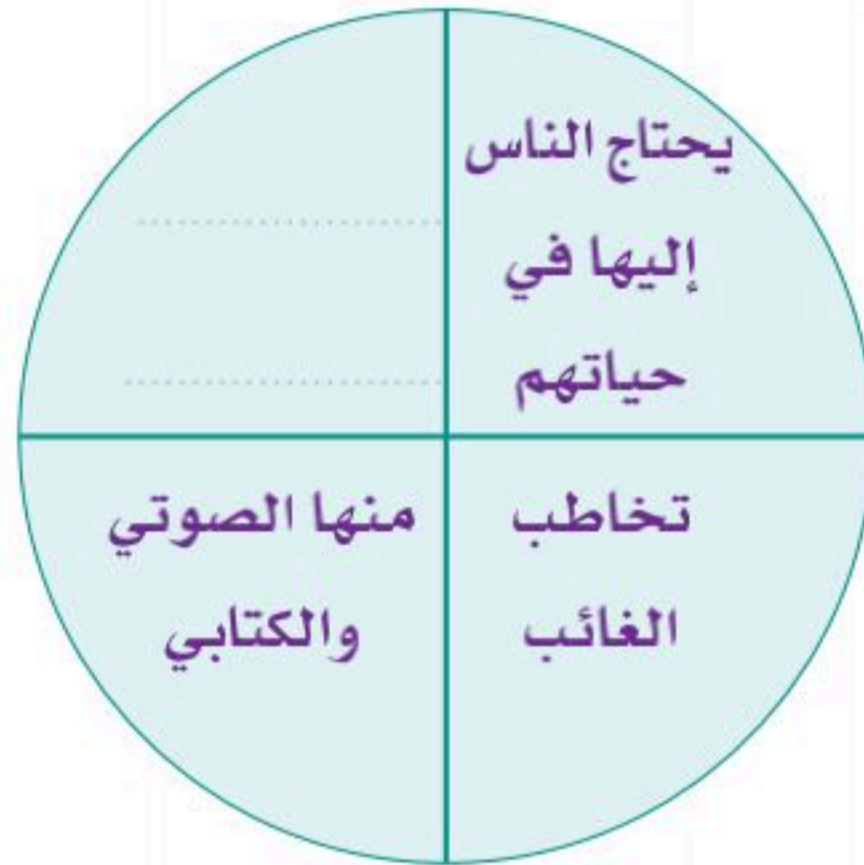 يحتاج الناس
إليها في
حياتهم
تخاطب
الغائب
منها الصوتي
والكتابي